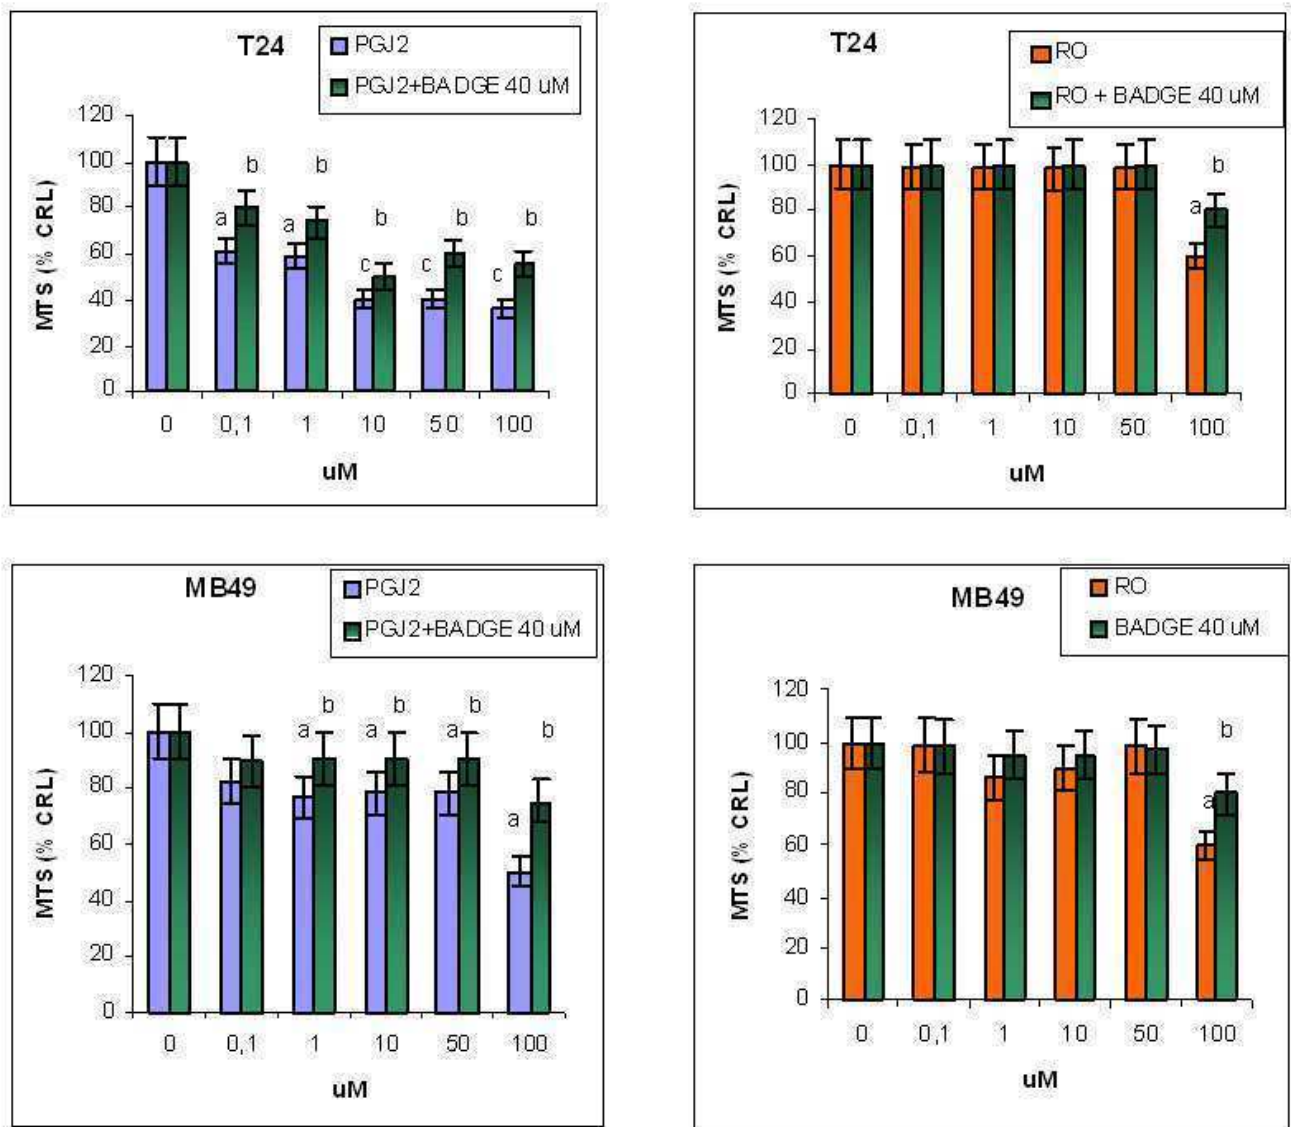 T24
PGJ2
PGJ2+BADGE 40 uM
MTS (% CRL)
120
100
80
60
40
20
0
a b a b c b c b c b
0 0,1 1 10 50 100
uM
T24
RO
RO + BADGE 40 uM
MTS (% CRL)
120
100
80
60
40
20
0
a b
0 0,1 1 10 50 100
uM
MB49
PGJ2
PGJ2+BADGE 40 uM
MTS (% CRL)
120
100
80
60
40
20
0
a b a b a b a b
0 0,1 1 10 50 100
uM
MB49
RO
BADGE 40 uM
MTS (% CRL)
120
100
80
60
40
20
0
a b
0 0,1 1 10 50 100
uM